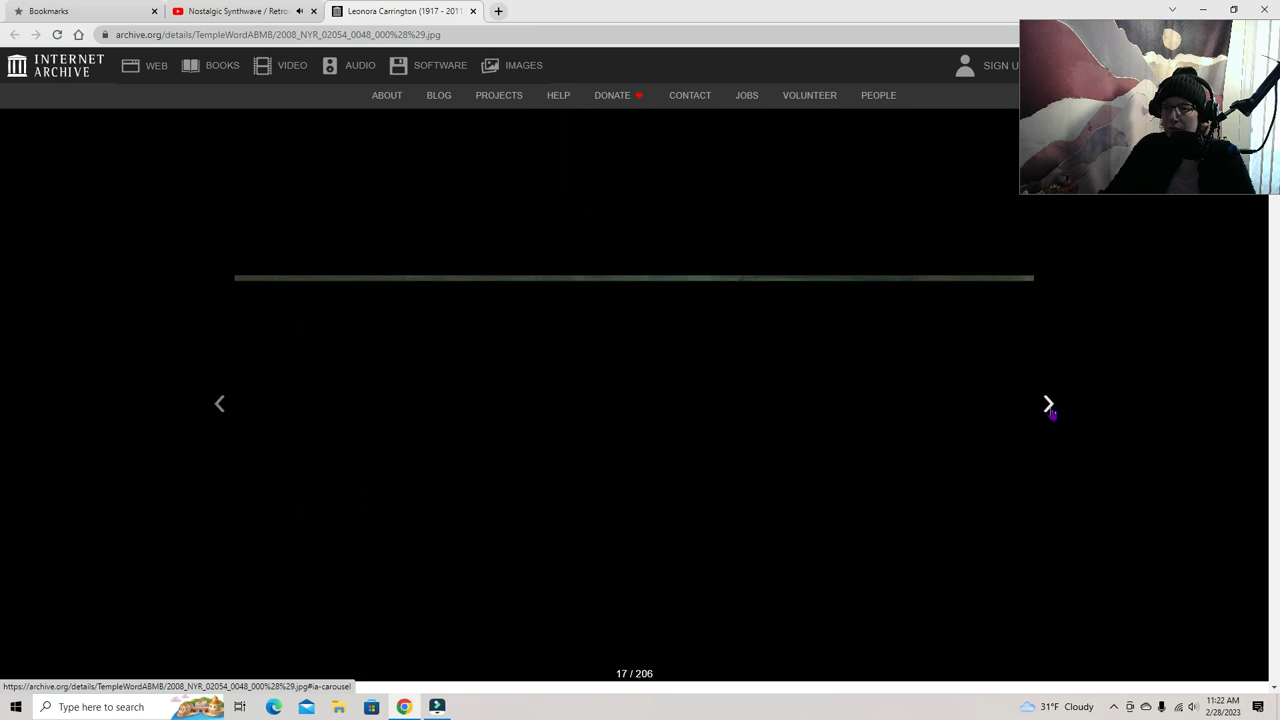 Bookmarks
Nostalgic Synthwave / Retro
Leonora Carrington (1917 - 2011
archive.org/details/TempleWordABMB/2008_NYR_02054_0048_000%28%29.jpg
INTERNET ARCHIVE
WEB BOOKS VIDEO AUDIO SOFTWARE IMAGES
SIGN U
ABOUT BLOG PROJECTS HELP DONATE CONTACT JOBS VOLUNTEER PEOPLE
17 / 206
https://archive.org/details/TempleWordABMB/2008_NYR_02054_0048_000%28%29.jpg#ia-carousel
Type here to search
31°F Cloudy
11:22 AM
2/28/2023